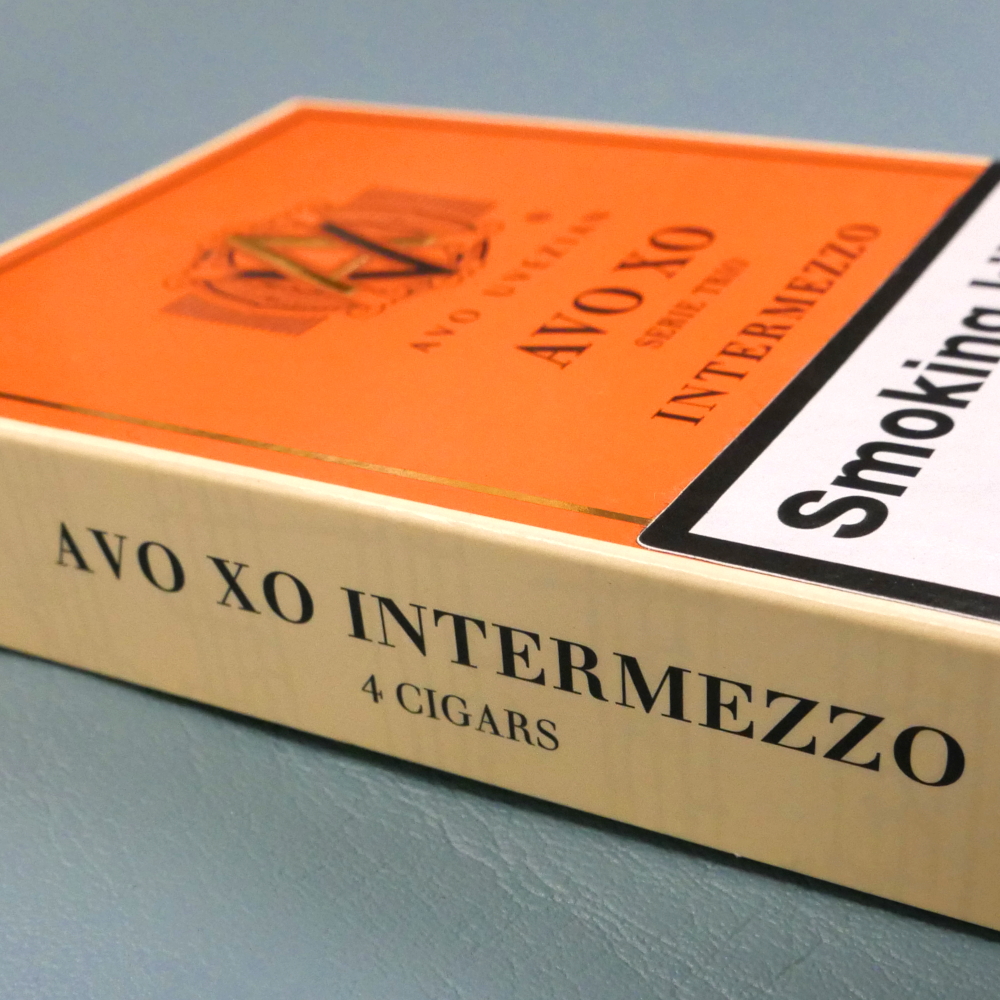 AVO UVEZIAN
AVO XO
SERIE TRIO
INTERMEZZO
Smoking
AVO XO INTERMEZZO
4 CIGARS